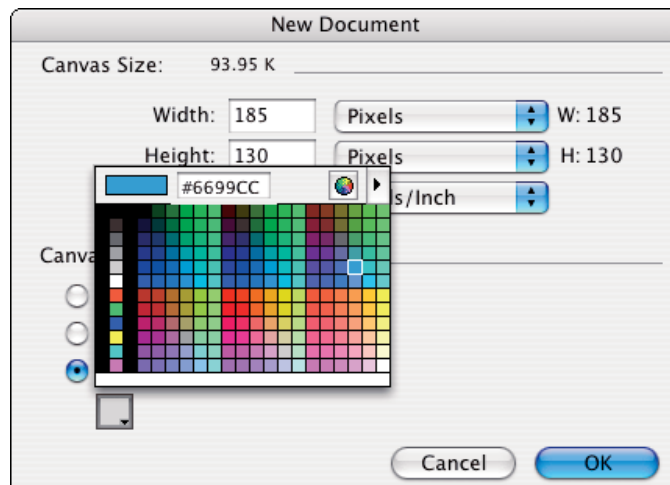 New Document
Canvas Size: 93.95 K
Width: 185 Pixels W: 185
Height: 130 Pixels H: 130
#6699CC
/Inch
Canva
Cancel OK